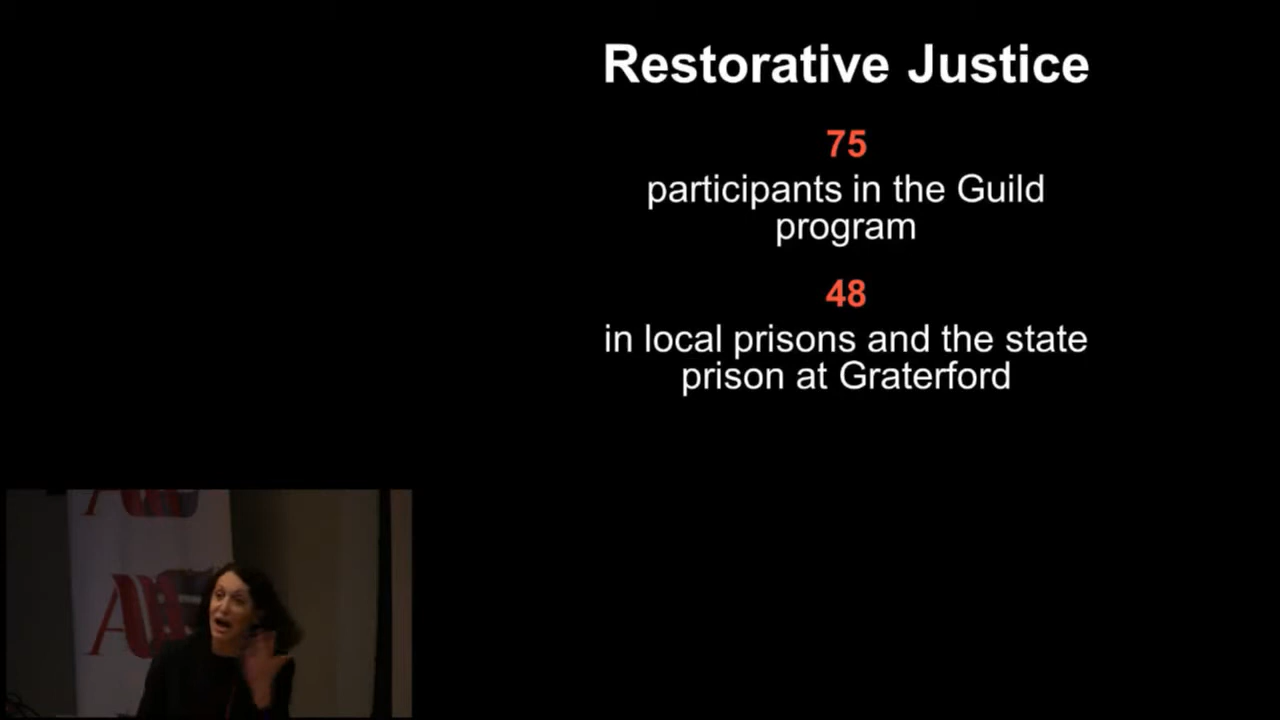 Restorative Justice
75
participants in the Guild
program
48
in local prisons and the state
prison at Graterford